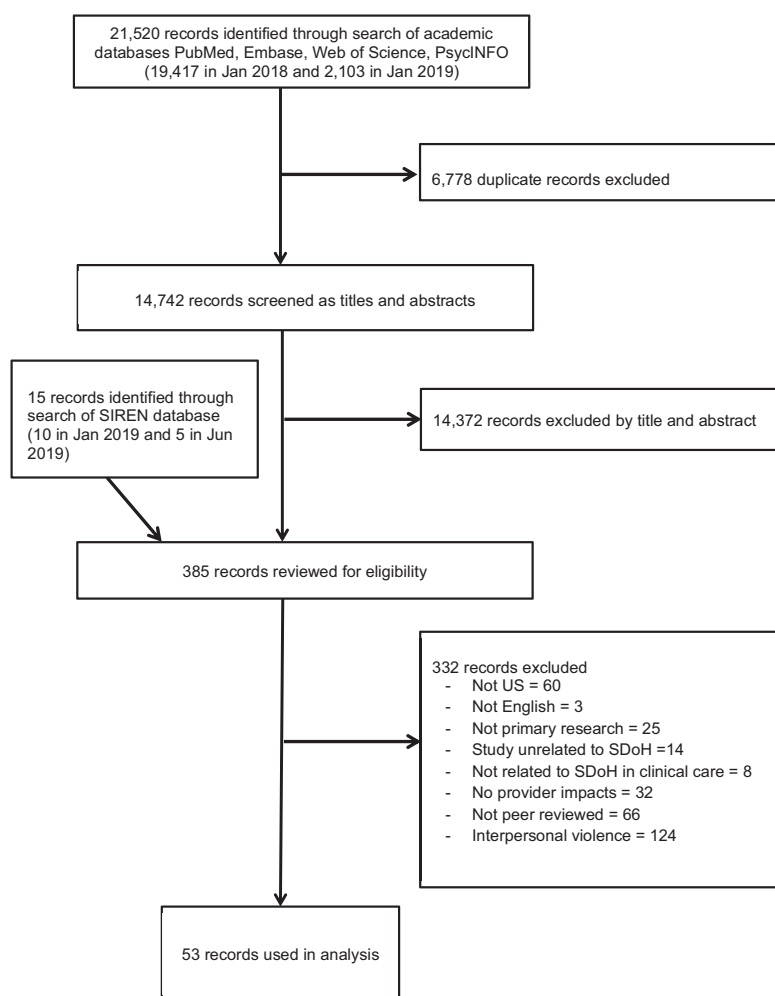 21,520 records identified through search of academic
databases PubMed, Embase, Web of Science, PsycINFO
(19,417 in Jan 2018 and 2,103 in Jan 2019)
6,778 duplicate records excluded
14,742 records screened as titles and abstracts
15 records identified through
search of SIREN database
(10 in Jan 2019 and 5 in Jun
2019)
14,372 records excluded by title and abstract
385 records reviewed for eligibility
332 records excluded
- Not US = 60
- Not English = 3
- Not primary research = 25
- Study unrelated to SDoH =14
- Not related to SDoH in clinical care = 8
- No provider impacts = 32
- Not peer reviewed = 66
- Interpersonal violence = 124
53 records used in analysis